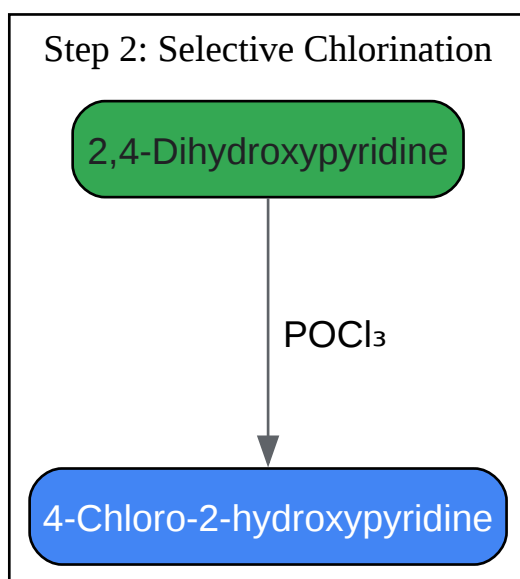 Step 2: Selective Chlorination
2,4-Dihydroxypyridine
POCl₃
4-Chloro-2-hydroxypyridine